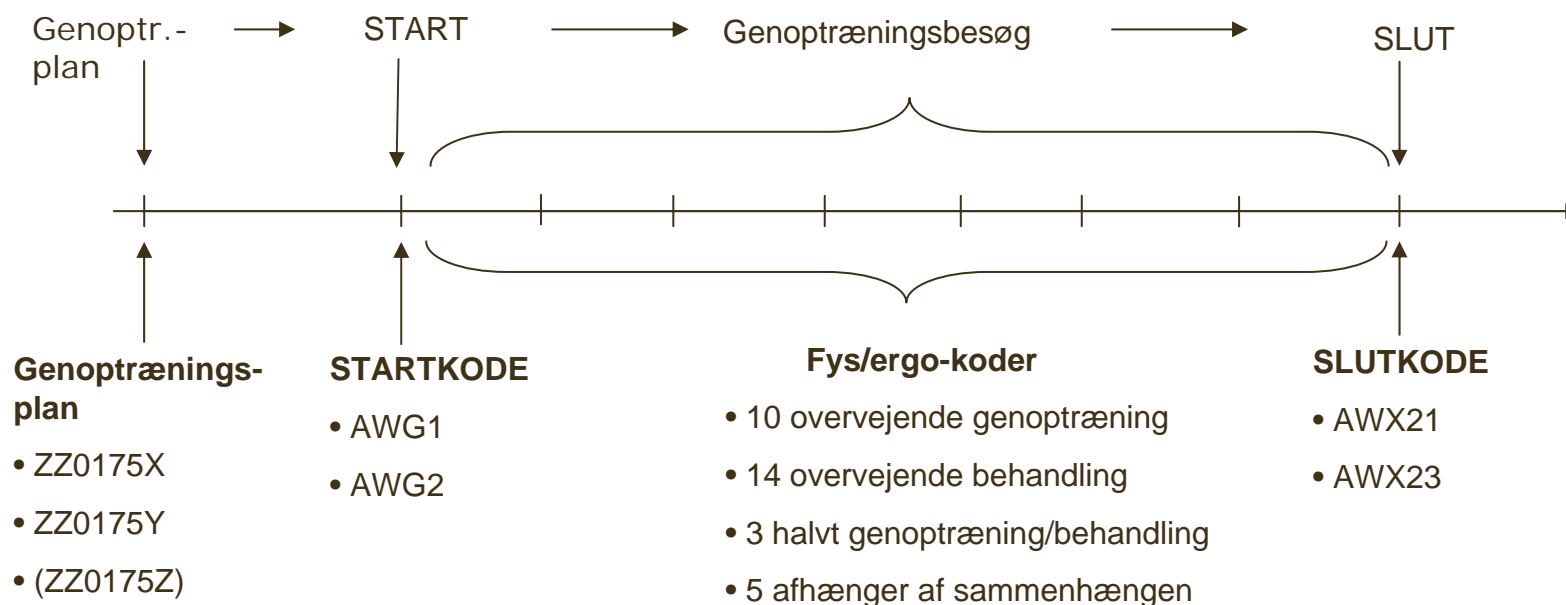 Genoptr.-
plan
START
Genoptræningsbesøg
SLUT
Genoptrænings-
plan
• ZZ0175X
• ZZ0175Y
• (ZZ0175Z)
STARTKODE
• AWG1
• AWG2
Fys/ergo-koder
• 10 overvejende genoptræning
• 14 overvejende behandling
• 3 halvt genoptræning/behandling
• 5 afhænger af sammenhængen
SLUTKODE
• AWX21
• AWX23